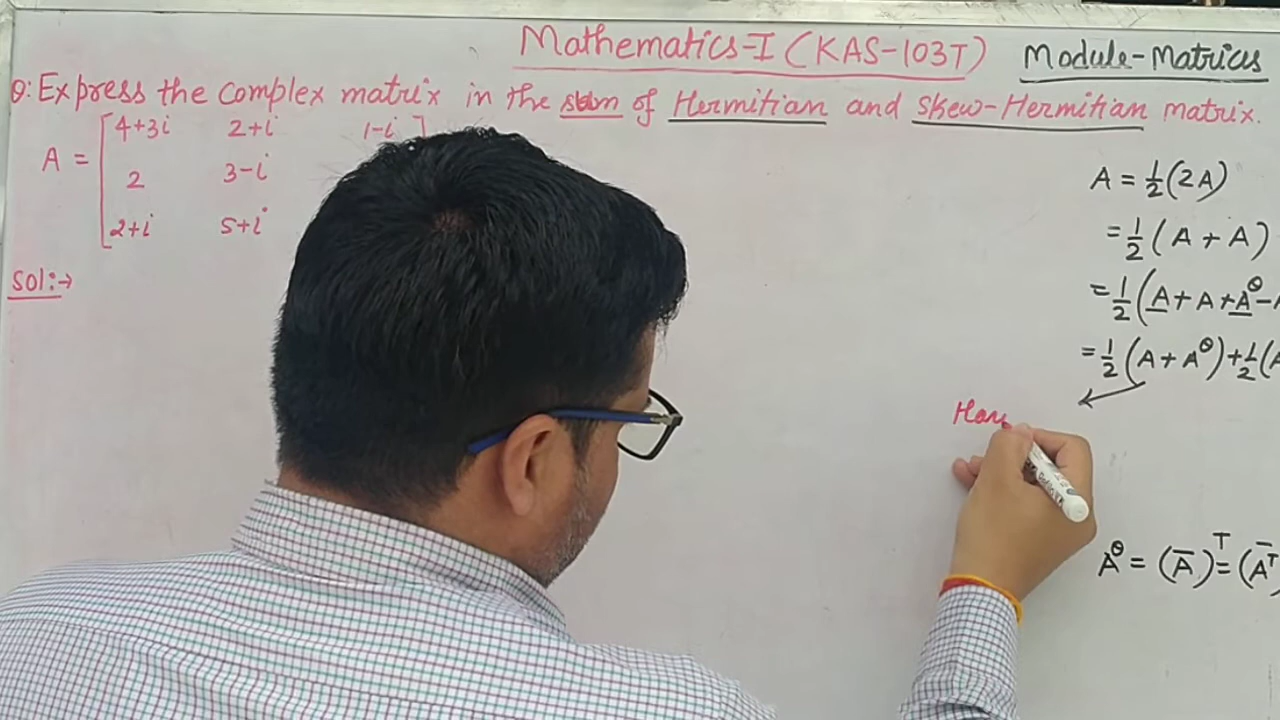 Mathematics-I (KAS-103T) Module-Matrices
Q: Express the complex matrix in the sum of Hermitian and Skew-Hermitian matrix.
A = [4+3i 2+i 1-i]
2 3-i
2+i 5+i
Sol:→
A = ½(2A)
= ½(A + A)
= ½(A + A + A^θ -
= ½(A + A^θ) + ½(A
A^θ = (Ā)^T = (Ā^T